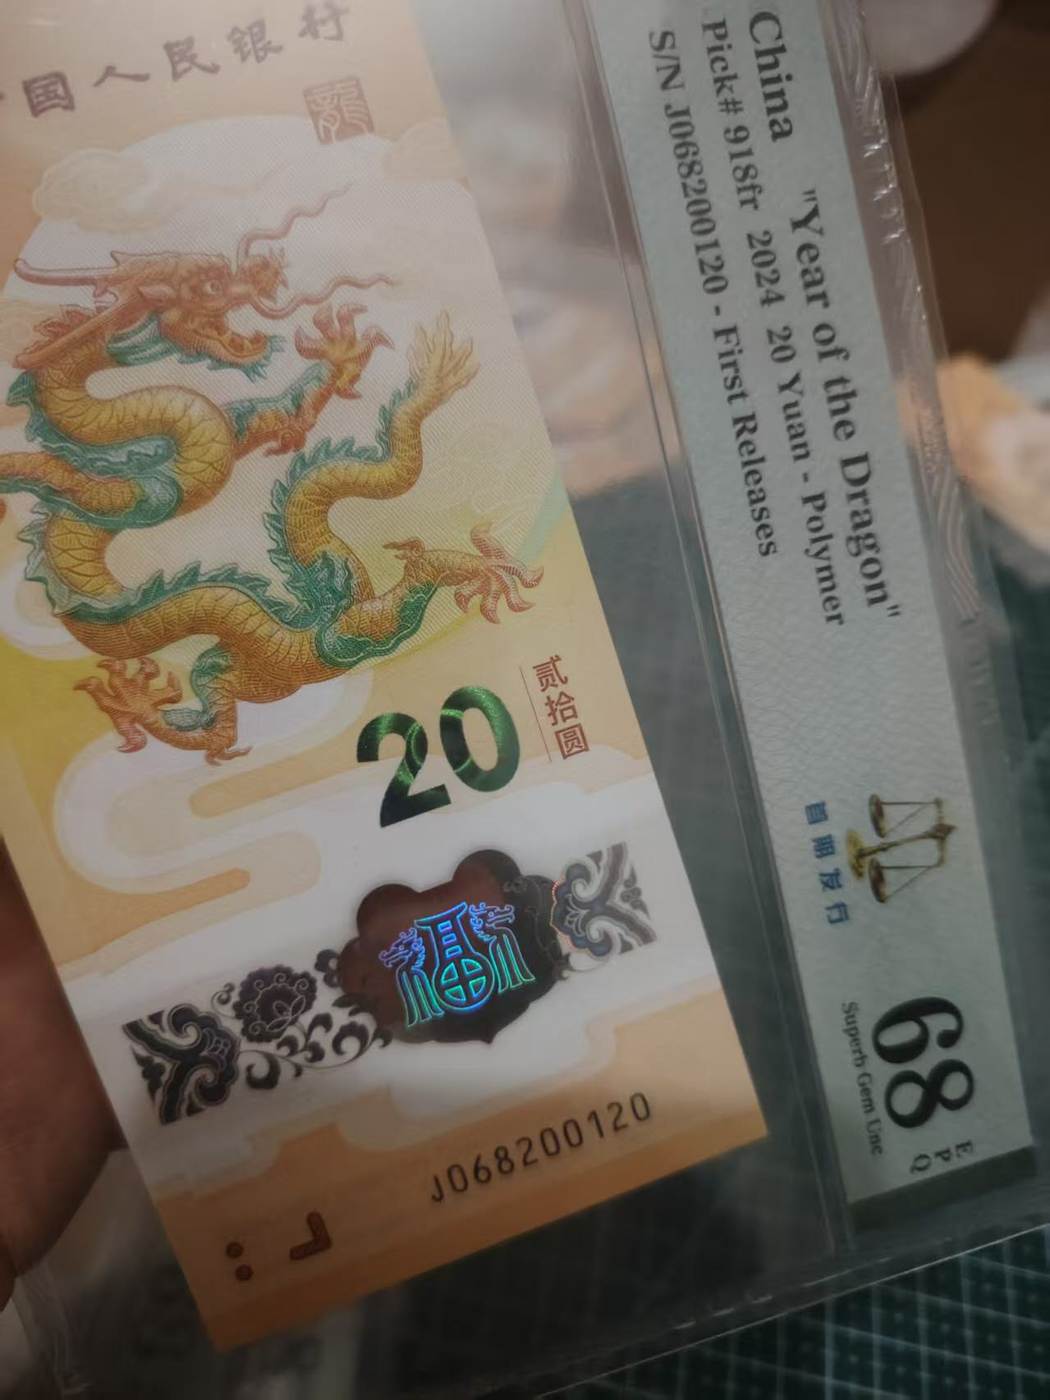 国人民银行
龍
贰拾圆
20
J068200120
China "Year of the Dragon"
Pick# 918fr 2024 20 Yuan - Polymer
S/N J068200120 - First Releases
首期发行
68
Superb Gem Unc
EPQ